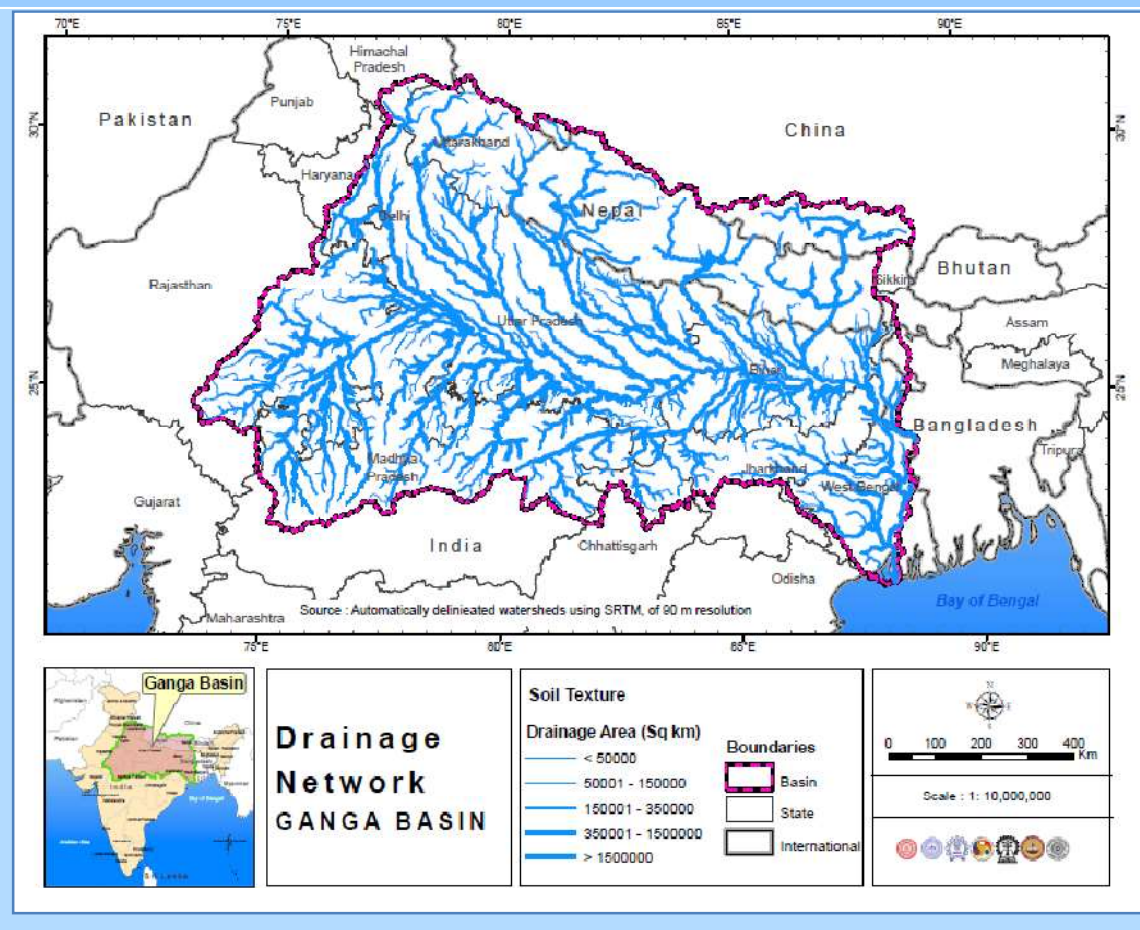 70°E 75°E 80°E 85°E 90°E
Himachal
Pradesh
Punjab
Pakistan
China
30°N
30°N
Uttarakhand
Haryana
Delhi
Nepal
Rajasthan
Sikkim
Bhutan
Uttar Pradesh
Assam
Meghalaya
Bihar
25°N
25°N
Bangladesh
Tripura
Madhya
Pradesh
Jharkhand
West Bengal
Gujarat
India
Chhattisgarh
Odisha
Bay of Bengal
Source : Automatically delinieated watersheds using SRTM, of 90 m resolution
Maharashtra
75°E 80°E 85°E 90°E
Ganga Basin
Drainage
Network
GANGA BASIN
Soil Texture
Drainage Area (Sq km)
< 50000
50001 - 150000
150001 - 350000
350001 - 1500000
> 1500000
Boundaries
Basin
State
International
N
W E
S
0 100 200 300 400
Km
Scale : 1: 10,000,000